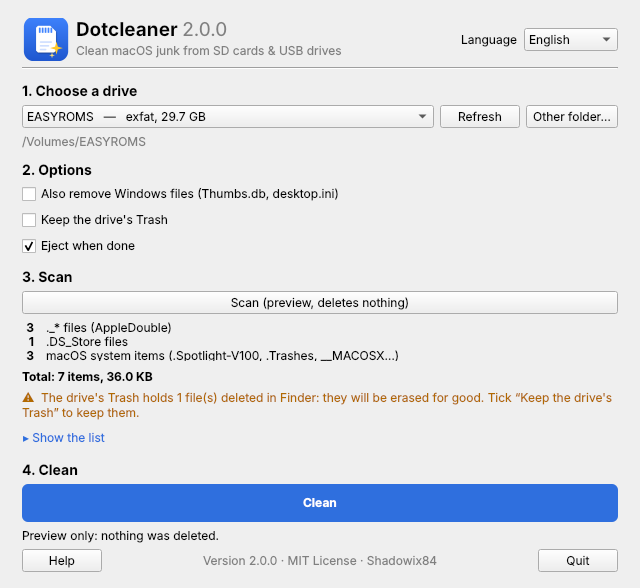 Dotcleaner 2.0.0
Clean macOS junk from SD cards & USB drives
Language English
1. Choose a drive
EASYROMS — exfat, 29.7 GB Refresh Other folder...
/Volumes/EASYROMS
2. Options
Also remove Windows files (Thumbs.db, desktop.ini)
Keep the drive's Trash
Eject when done
3. Scan
Scan (preview, deletes nothing)
3 ._* files (AppleDouble)
1 .DS_Store files
3 macOS system items (.Spotlight-V100, .Trashes, __MACOSX...)
Total: 7 items, 36.0 KB
⚠ The drive's Trash holds 1 file(s) deleted in Finder: they will be erased for good. Tick “Keep the drive's
Trash” to keep them.
▸ Show the list
4. Clean
Clean
Preview only: nothing was deleted.
Help Version 2.0.0 · MIT License · Shadowix84 Quit